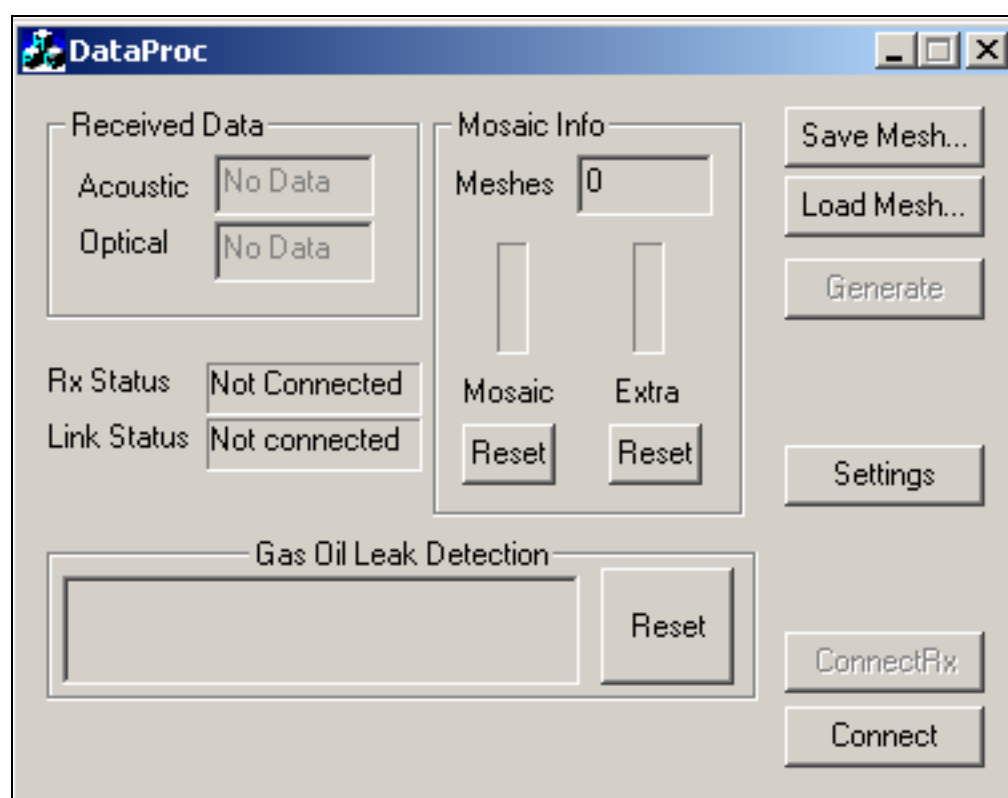 DataProc
Received Data
Acoustic No Data
Optical No Data
Rx Status Not Connected
Link Status Not connected
Mosaic Info
Meshes 0
Mosaic Extra
Reset Reset
Gas Oil Leak Detection
Reset
Save Mesh...
Load Mesh...
Generate
Settings
ConnectRx
Connect